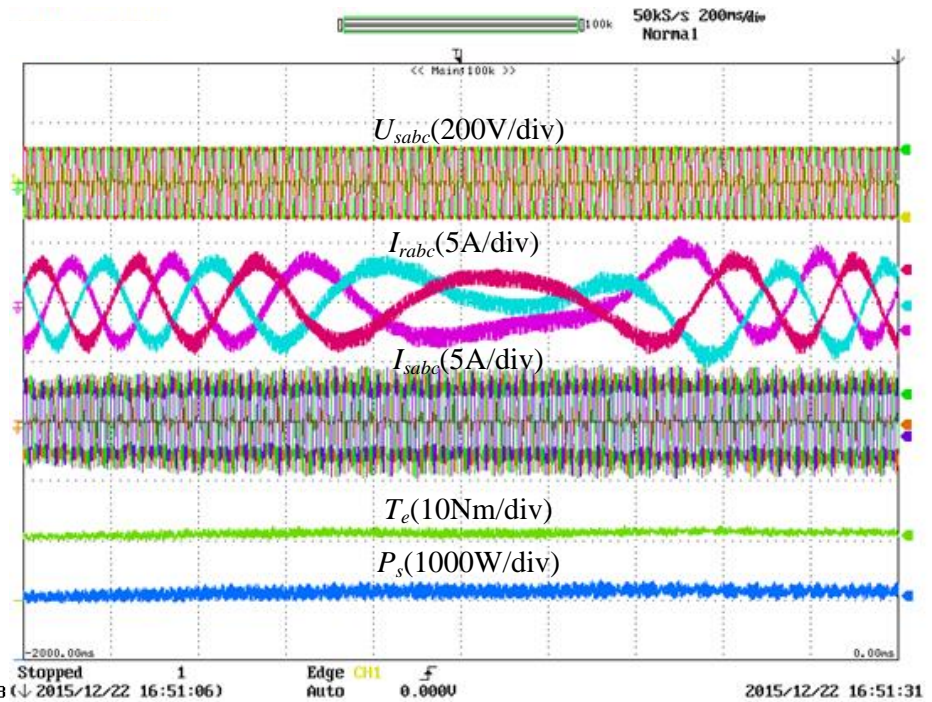 50kS/s 200ms/div
100k Normal
<< Main:100k >>
Usabc(200V/div)
Irabc(5A/div)
Isabc(5A/div)
Te(10Nm/div)
Ps(1000W/div)
-2000.00ms 0.00ms
Stopped 1 Edge CH1
(↓ 2015/12/22 16:51:06) Auto 0.000V 2015/12/22 16:51:31